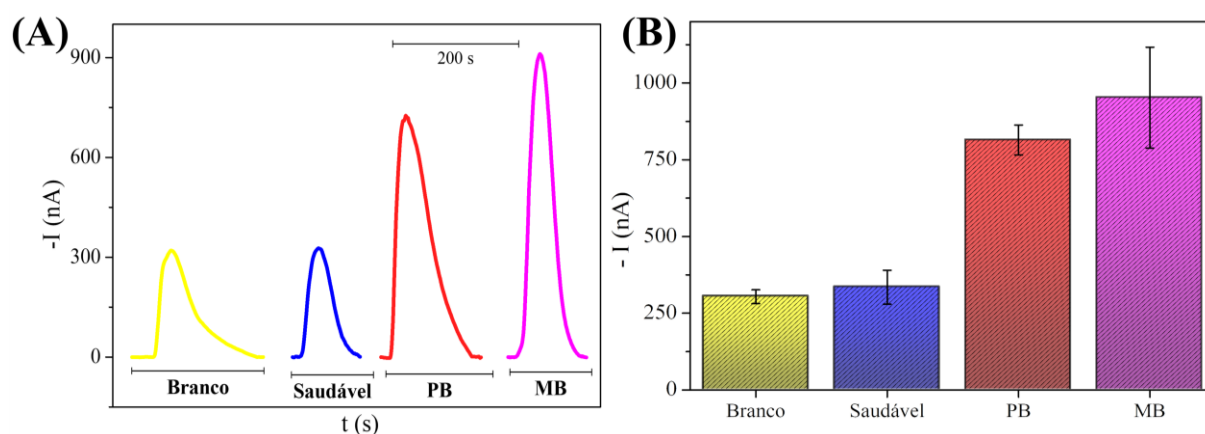 (A)
900
600
300
0
-I (nA)
200 s
Branco
Saudável
PB
MB
t (s)
(B)
1000
750
500
250
0
- I (nA)
Branco
Saudável
PB
MB